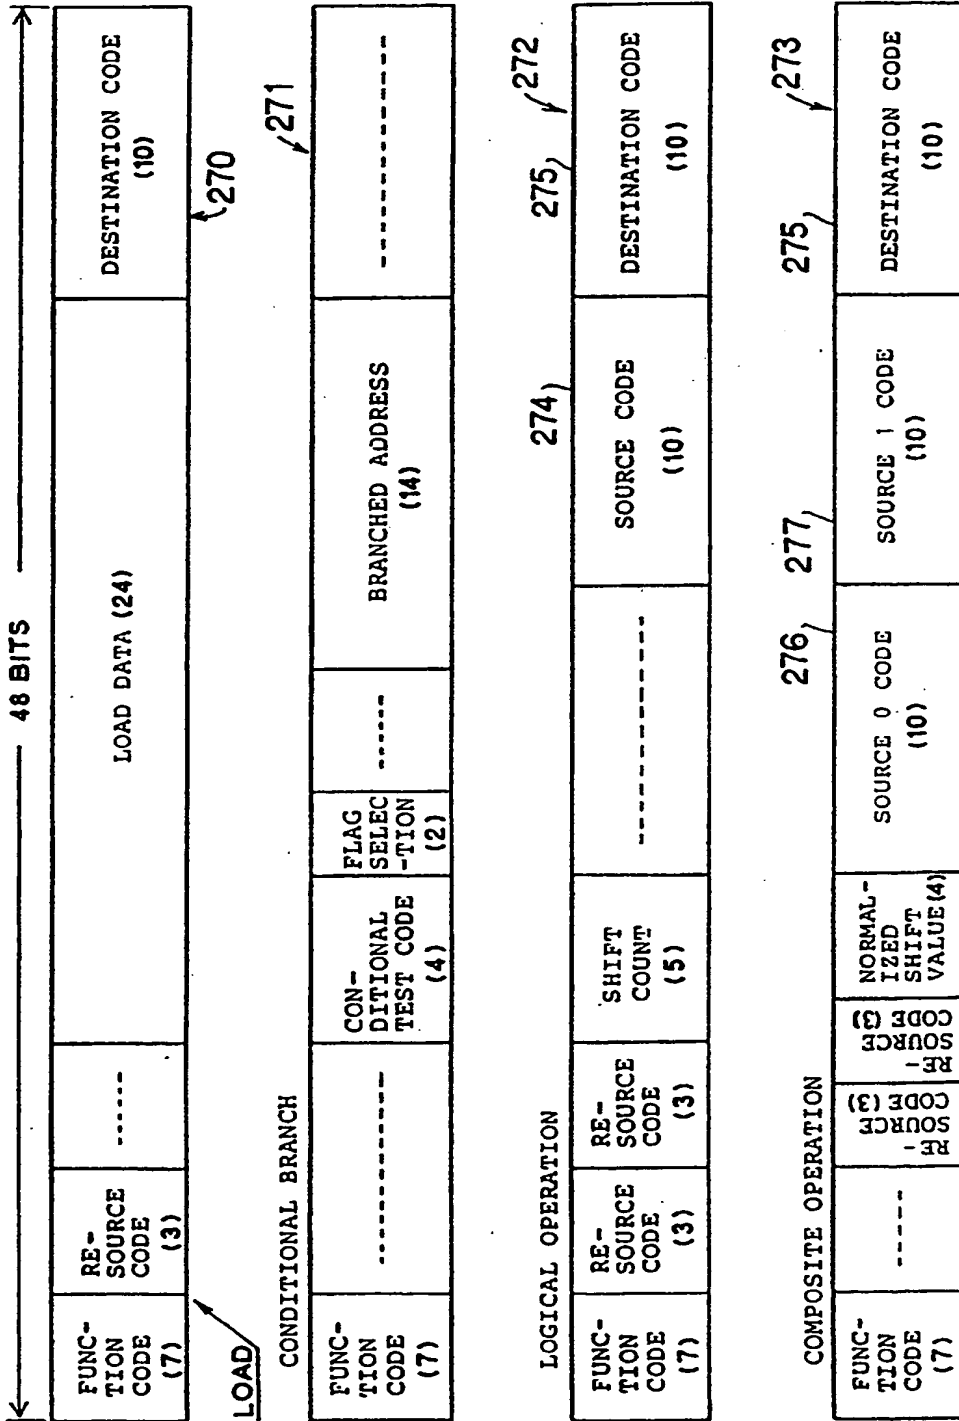 48 BITS
FUNC-
TION
CODE
(7)
RE-
SOURCE
CODE
(3)
------
LOAD DATA (24)
DESTINATION CODE
(10)
LOAD
270
CONDITIONAL BRANCH
271
FUNC-
TION
CODE
(7)
------------
CON-
DITIONAL
TEST CODE
(4)
FLAG
SELEC
-TION
(2)
------
BRANCHED ADDRESS
(14)
------------
LOGICAL OPERATION
274
275
272
FUNC-
TION
CODE
(7)
RE-
SOURCE
CODE
(3)
RE-
SOURCE
CODE
(3)
SHIFT
COUNT
(5)
------------
SOURCE CODE
(10)
DESTINATION CODE
(10)
COMPOSITE OPERATION
276
277
275
273
FUNC-
TION
CODE
(7)
-----
RE-
SOURCE
CODE (3)
RE-
SOURCE
CODE (3)
NORMAL-
IZED
SHIFT
VALUE (4)
SOURCE 0 CODE
(10)
SOURCE 1 CODE
(10)
DESTINATION CODE
(10)